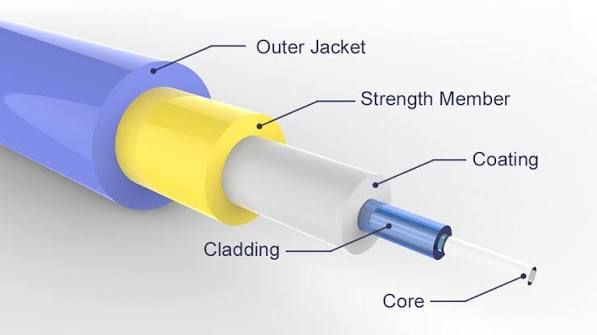 Outer Jacket
Strength Member
Coating
Cladding
Core